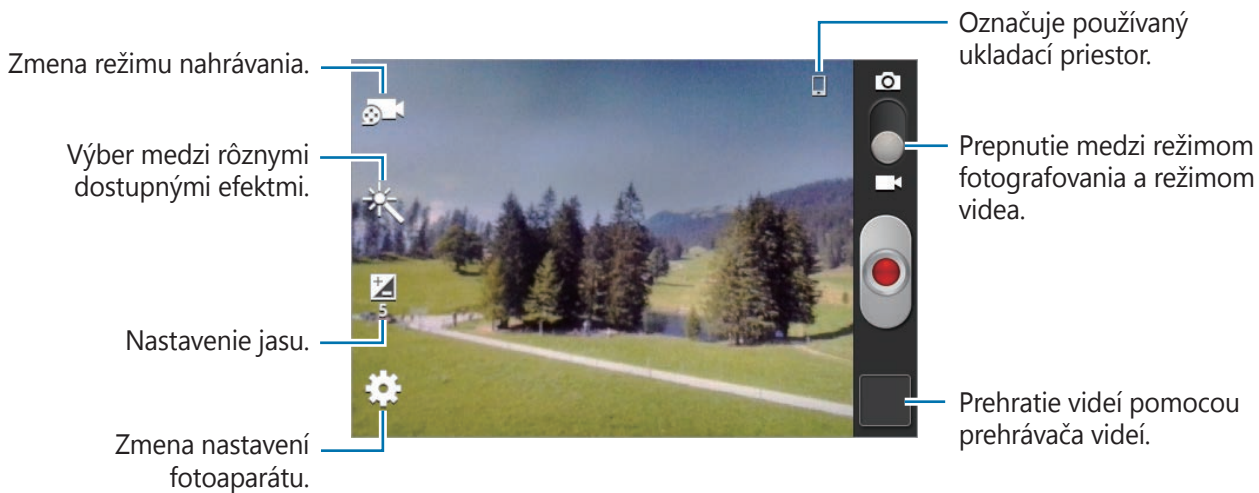 Zmena režimu nahrávania.
Výber medzi rôznymi
dostupnými efektmi.
5
Nastavenie jasu.
Zmena nastavení
fotoaparátu.
Označuje používaný
ukladací priestor.
Prepnutie medzi režimom
fotografovania a režimom
videa.
Prehratie videí pomocou
prehrávača videí.